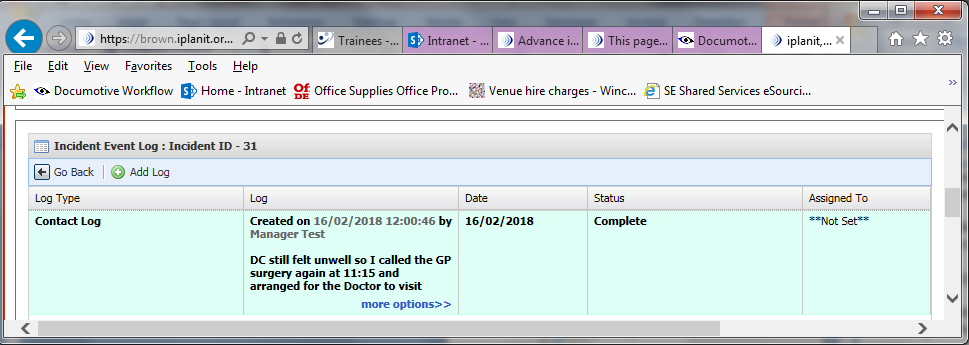 https://brown.iplanit.or...
Trainees -...
Intranet - ...
Advance i...
This page...
Documot...
iplanit,...
File Edit View Favorites Tools Help
Documotive Workflow
Home - Intranet
Of DE
Office Supplies Office Pro...
Venue hire charges - Winc...
SE Shared Services eSourci...
Incident Event Log : Incident ID - 31
Go Back Add Log
Log Type Log Date Status Assigned To
Contact Log
Created on 16/02/2018 12:00:46 by
Manager Test
DC still felt unwell so I called the GP
surgery again at 11:15 and
arranged for the Doctor to visit
more options>>
16/02/2018
Complete
**Not Set**